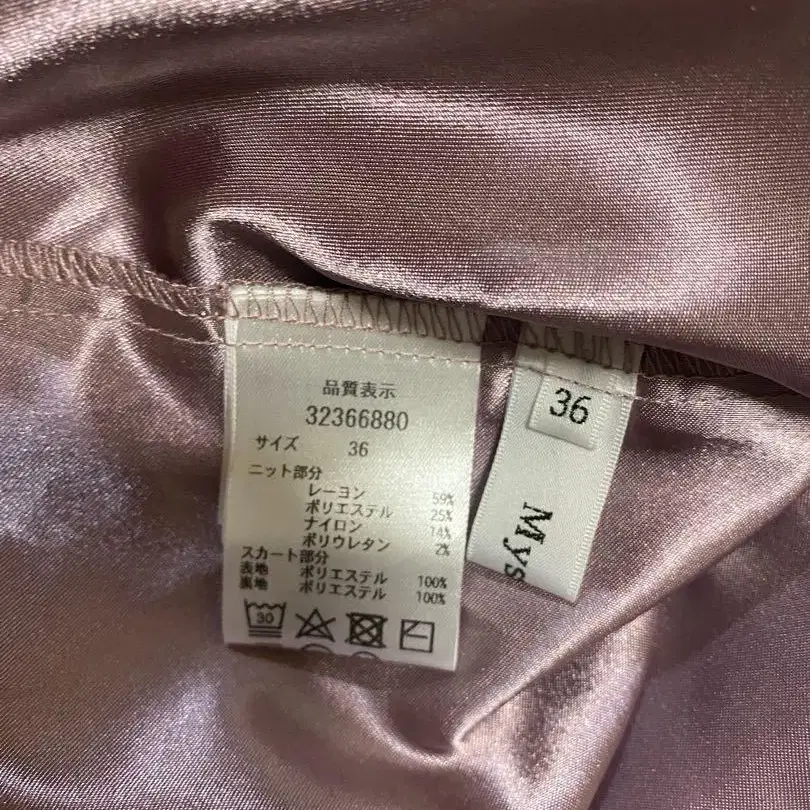 品質表示
32366880
サイズ 36
ニット部分
レーヨン 59%
ポリエステル 25%
ナイロン 14%
ポリウレタン 2%
スカート部分
表地 ポリエステル 100%
裏地 ポリエステル 100%
30
36
Mys